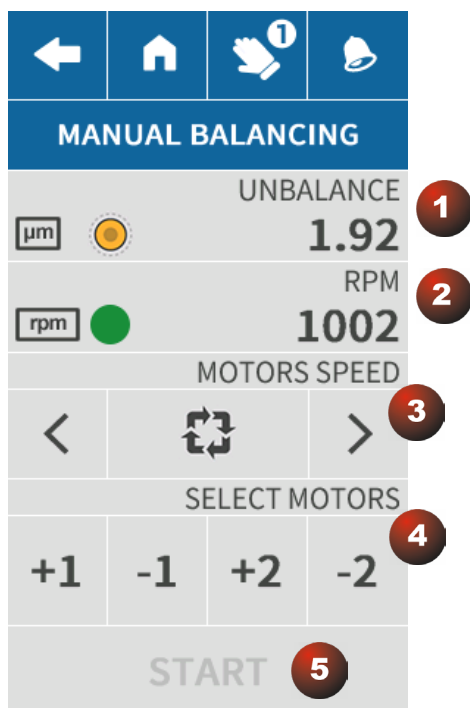 1
MANUAL BALANCING
UNBALANCE
µm
1.92
1
RPM
rpm
1002
2
MOTORS SPEED
<
>
3
SELECT MOTORS
4
+1 -1 +2 -2
START
5